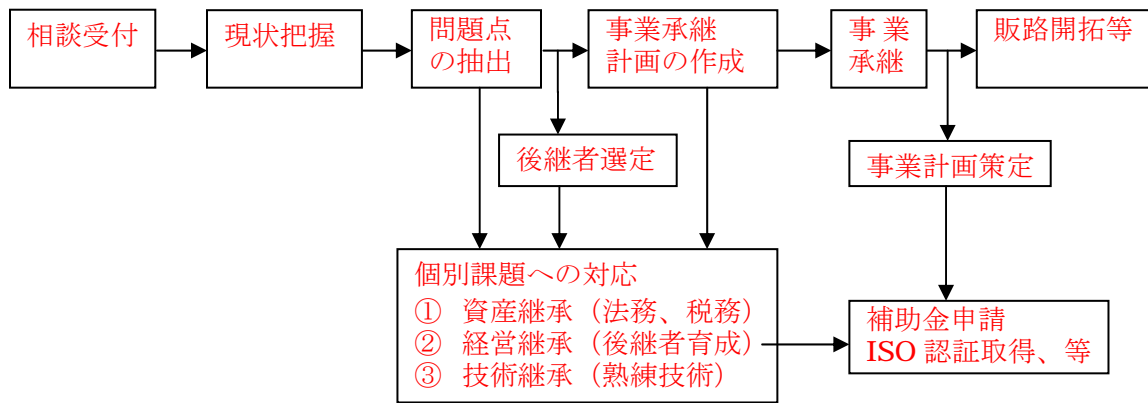 相談受付
現状把握
問題点
の抽出
事業承継
計画の作成
事 業
承継
販路開拓等
後継者選定
事業計画策定
個別課題への対応
① 資産継承（法務、税務）
② 経営継承（後継者育成）
③ 技術継承（熟練技術）
補助金申請
ISO 認証取得、等